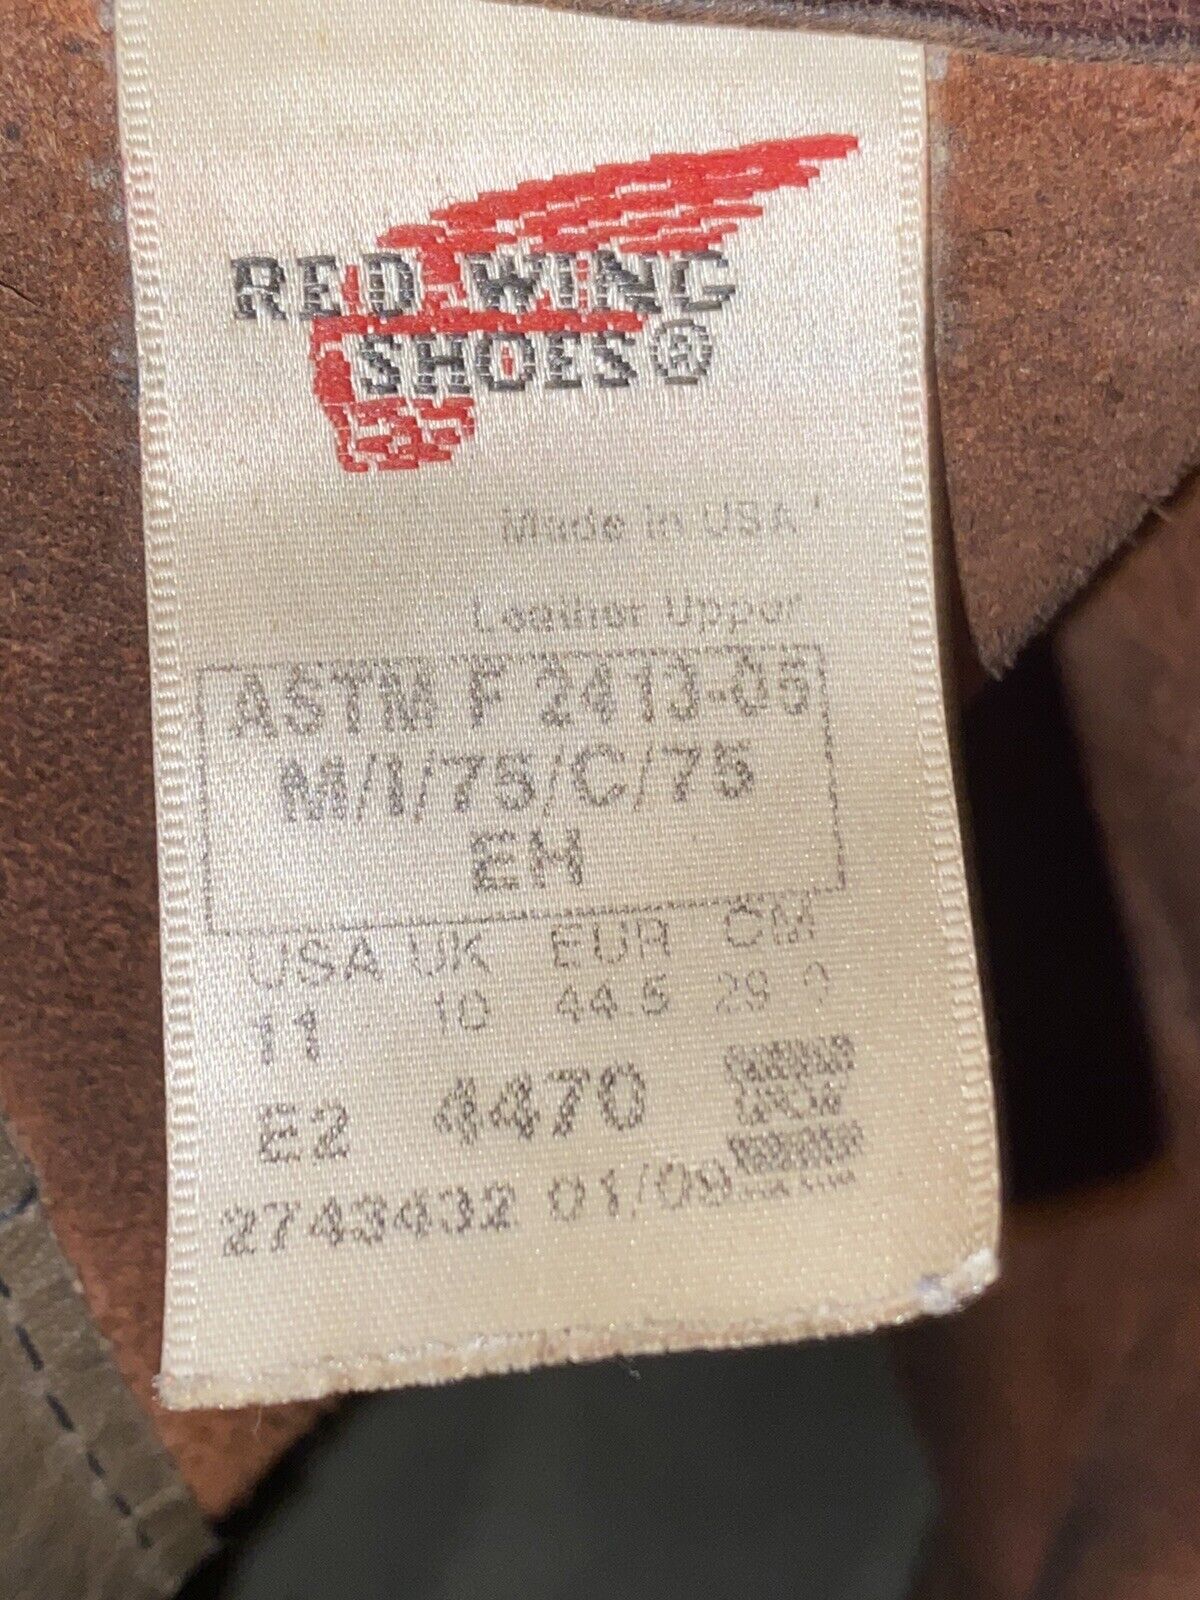 RED WING
SHOES®
Made in USA
Leather Upper
ASTM F 2413-05
M/I/75/C/75
EH
USA UK EUR CM
11 10 44.5 29.0
E2 4470
2743432 01/09